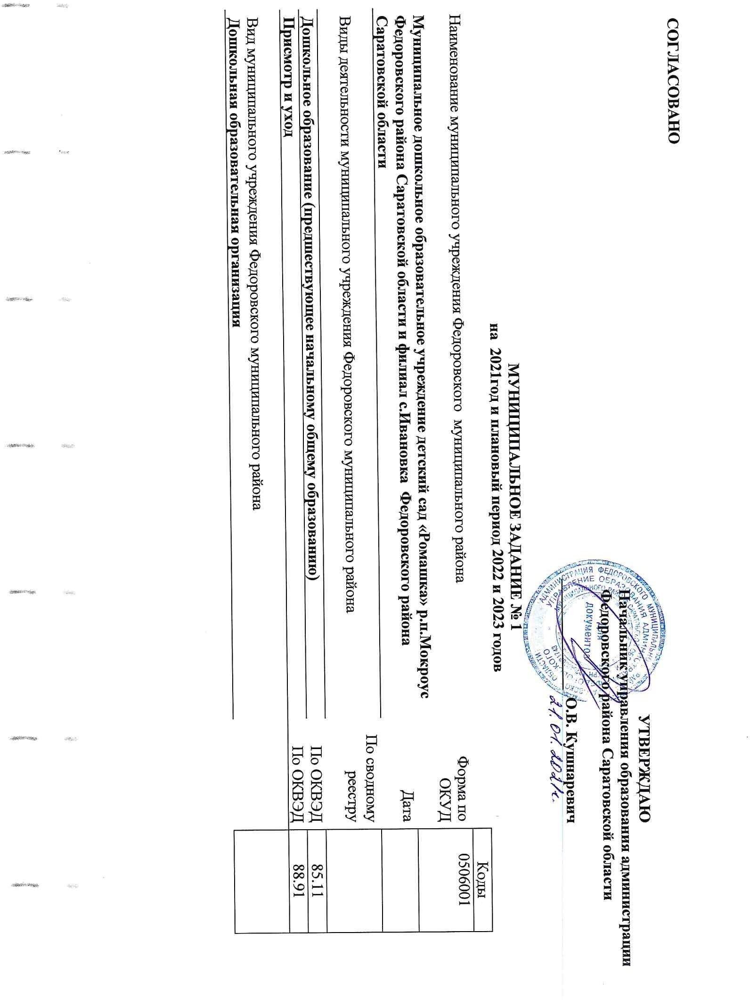 СОГЛАСОВАНО
УТВЕРЖДАЮ
Начальник управления образования администрации
Федоровского района Саратовской области
О.В. Кушнаревич
21.01.2021г.
АДМИНИСТРАЦИЯ ФЕДОРОВСКОГО МУНИЦИПАЛЬНО
УПРАВЛЕНИЕ ОБРАЗОВАНИЯ
для
документов
МУНИЦИПАЛЬНОЕ ЗАДАНИЕ № 1
на 2021год и плановый период 2022 и 2023 годов
Наименование муниципального учреждения Федоровского муниципального района
Муниципальное дошкольное образовательное учреждение детский сад «Ромашка» р.п.Мокроус
Федоровского района Саратовской области и филиал с.Ивановка Федоровского района
Саратовской области
Виды деятельности муниципального учреждения Федоровского муниципального района
Дошкольное образование (предшествующее начальному общему образованию)
Присмотр и уход
Вид муниципального учреждения Федоровского муниципального района
Дошкольная образовательная организация
Коды
Форма по
ОКУД
0506001
Дата
По сводному
реестру
По ОКВЭД 85.11
По ОКВЭД 88.91